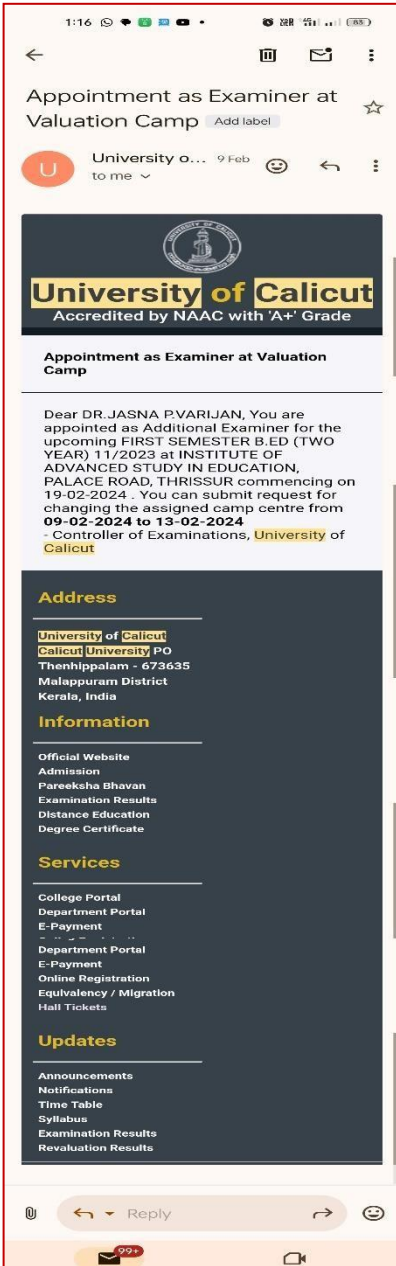 1:16
83
Appointment as Examiner at
Valuation Camp Add label
U
University o... 9 Feb
to me
University of Calicut
Accredited by NAAC with 'A+' Grade
Appointment as Examiner at Valuation
Camp
Dear DR.JASNA P.VARIJAN, You are
appointed as Additional Examiner for the
upcoming FIRST SEMESTER B.ED (TWO
YEAR) 11/2023 at INSTITUTE OF
ADVANCED STUDY IN EDUCATION,
PALACE ROAD, THRISSUR commencing on
19-02-2024 . You can submit request for
changing the assigned camp centre from
09-02-2024 to 13-02-2024
- Controller of Examinations, University of
Calicut
Address
University of Calicut
Calicut University PO
Thenhippalam - 673635
Malappuram District
Kerala, India
Information
Official Website
Admission
Pareeksha Bhavan
Examination Results
Distance Education
Degree Certificate
Services
College Portal
Department Portal
E-Payment
Department Portal
E-Payment
Online Registration
Equivalency / Migration
Hall Tickets
Updates
Announcements
Notifications
Time Table
Syllabus
Examination Results
Revaluation Results
Reply
99+